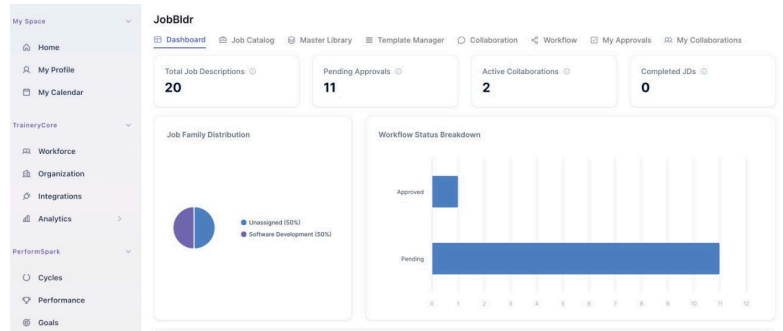 My Space
Home
My Profile
My Calendar
TraineryCore
Workforce
Organization
Integrations
Analytics
PerformSpark
Cycles
Performance
Goals
JobBldr
Dashboard Job Catalog Master Library Template Manager Collaboration Workflow My Approvals My Collaborations
Total Job Descriptions
20
Pending Approvals
11
Active Collaborations
2
Completed JDs
0
Job Family Distribution
Unassigned (50%)
Software Development (50%)
Workflow Status Breakdown
Approved
Pending
0 1 2 3 4 5 6 7 8 9 10 11 12